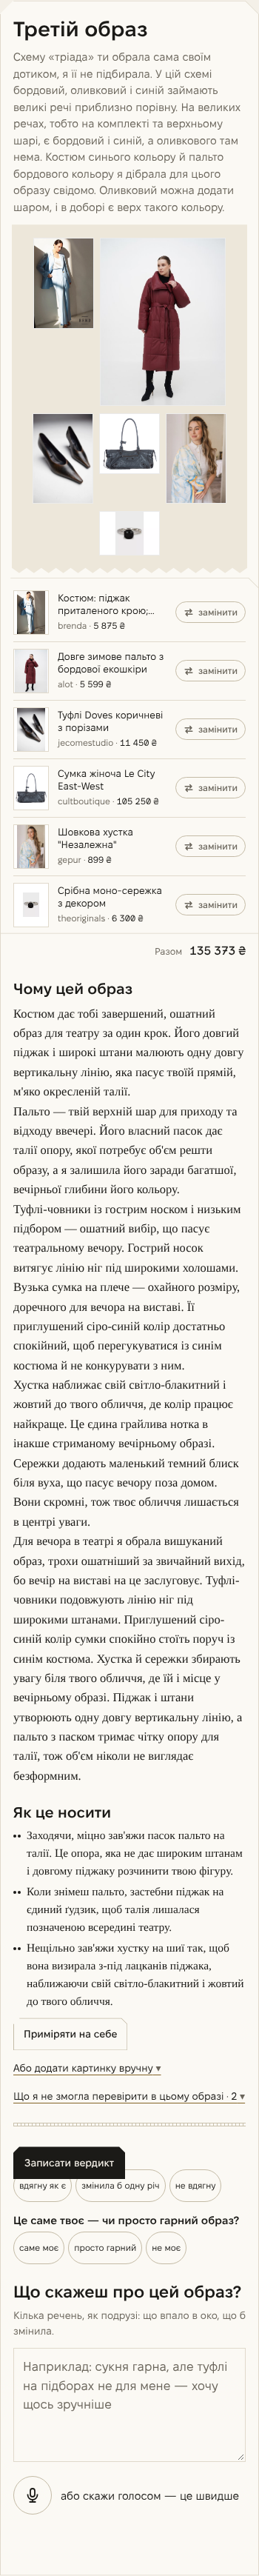 Третій образ
Схему «тріада» ти обрала сама своїм
дотиком, я її не підбирала. У цій схемі
бордовий, оливковий і синій займають
великі речі приблизно порівну. На великих
речах, тобто на комплекті та верхньому
шарі, є бордовий і синій, а оливкового там
нема. Костюм синього кольору й пальто
бордового кольору я дібрала для цього
образу свідомо. Оливковий можна додати
шаром, і в доборі є верх такого кольору.
Костюм: піджак
приталеного крою;...
brenda · 5 875 ₴
замінити
Довге зимове пальто з
бордової екошкіри
alot · 5 599 ₴
замінити
Туфлі Doves коричневі
з порізами
jecomestudio · 11 450 ₴
замінити
Сумка жіноча Le City
East-West
cultboutique · 105 250 ₴
замінити
Шовкова хустка
"Незалежна"
gepur · 899 ₴
замінити
Срібна моно-сережка
з декором
theoriginals · 6 300 ₴
замінити
Разом 135 373 ₴
Чому цей образ
Костюм дає тобі завершений, ошатний
образ для театру за один крок. Його довгий
піджак і широкі штани малюють одну довгу
вертикальну лінію, яка пасує твоїй прямій,
м'яко окресленій талії.
Пальто — твій верхній шар для приходу та
відходу ввечері. Його власний пасок дає
талії опору, якої потребує об'єм решти
образу, а я залишила його заради багатшої,
вечірньої глибини його кольору.
Туфлі-човники із гострим носком і низьким
підбором — ошатний вибір, що пасує
театральному вечору. Гострий носок
витягує лінію ніг під широкими холошами.
Вузька сумка на плече — охайного розміру,
доречного для вечора на виставі. Її
приглушений сіро-синій колір достатньо
спокійний, щоб перегукуватися із синім
костюма й не конкурувати з ним.
Хустка наближає свій світло-блакитний і
жовтий до твого обличчя, де колір працює
найкраще. Це єдина грайлива нотка в
інакше стриманому вечірньому образі.
Сережки додають маленький темний блиск
біля вуха, що пасує вечору поза домом.
Вони скромні, тож твоє обличчя лишається
в центрі уваги.
Для вечора в театрі я обрала вишуканий
образ, трохи ошатніший за звичайний вихід,
бо вечір на виставі на це заслуговує. Туфлі-
човники подовжують лінію ніг під
широкими штанами. Приглушений сіро-
синій колір сумки спокійно стоїть поруч із
синім костюма. Хустка й сережки збирають
увагу біля твого обличчя, де їй і місце у
вечірньому образі. Піджак і штани
утворюють одну довгу вертикальну лінію, а
пальто з паском тримає чітку опору для
талії, тож об'єм ніколи не виглядає
безформним.
Як це носити
Заходячи, міцно зав'яжи пасок пальто на
талії. Це опора, яка не дає широким штанам
і довгому піджаку розчинити твою фігуру.
Коли знімеш пальто, застебни піджак на
єдиний ґудзик, щоб талія лишалася
позначеною всередині театру.
Нещільно зав'яжи хустку на шиї так, щоб
вона визирала з-під лацканів піджака,
наближаючи свій світло-блакитний і жовтий
до твого обличчя.
Приміряти на себе
Або додати картинку вручну ▾
Що я не змогла перевірити в цьому образі · 2 ▾
Записати вердикт
вдягну як є
змінила б одну річ
не вдягну
Це саме твоє — чи просто гарний образ?
саме моє
просто гарний
не моє
Що скажеш про цей образ?
Кілька речень, як подрузі: що впало в око, що б
змінила.
Наприклад: сукня гарна, але туфлі
на підборах не для мене — хочу
щось зручніше
або скажи голосом — це швидше